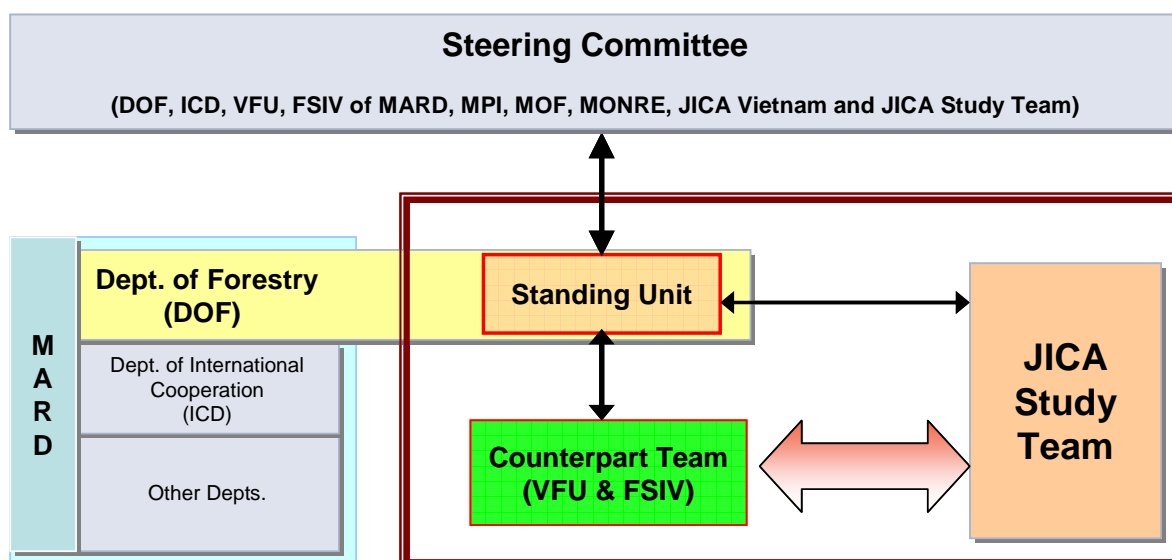 Steering Committee
(DOF, ICD, VFU, FSIV of MARD, MPI, MOF, MONRE, JICA Vietnam and JICA Study Team)
M
A
R
D
Dept. of Forestry
(DOF)
Standing Unit
Dept. of International
Cooperation
(ICD)
Other Depts.
Counterpart Team
(VFU & FSIV)
JICA
Study
Team